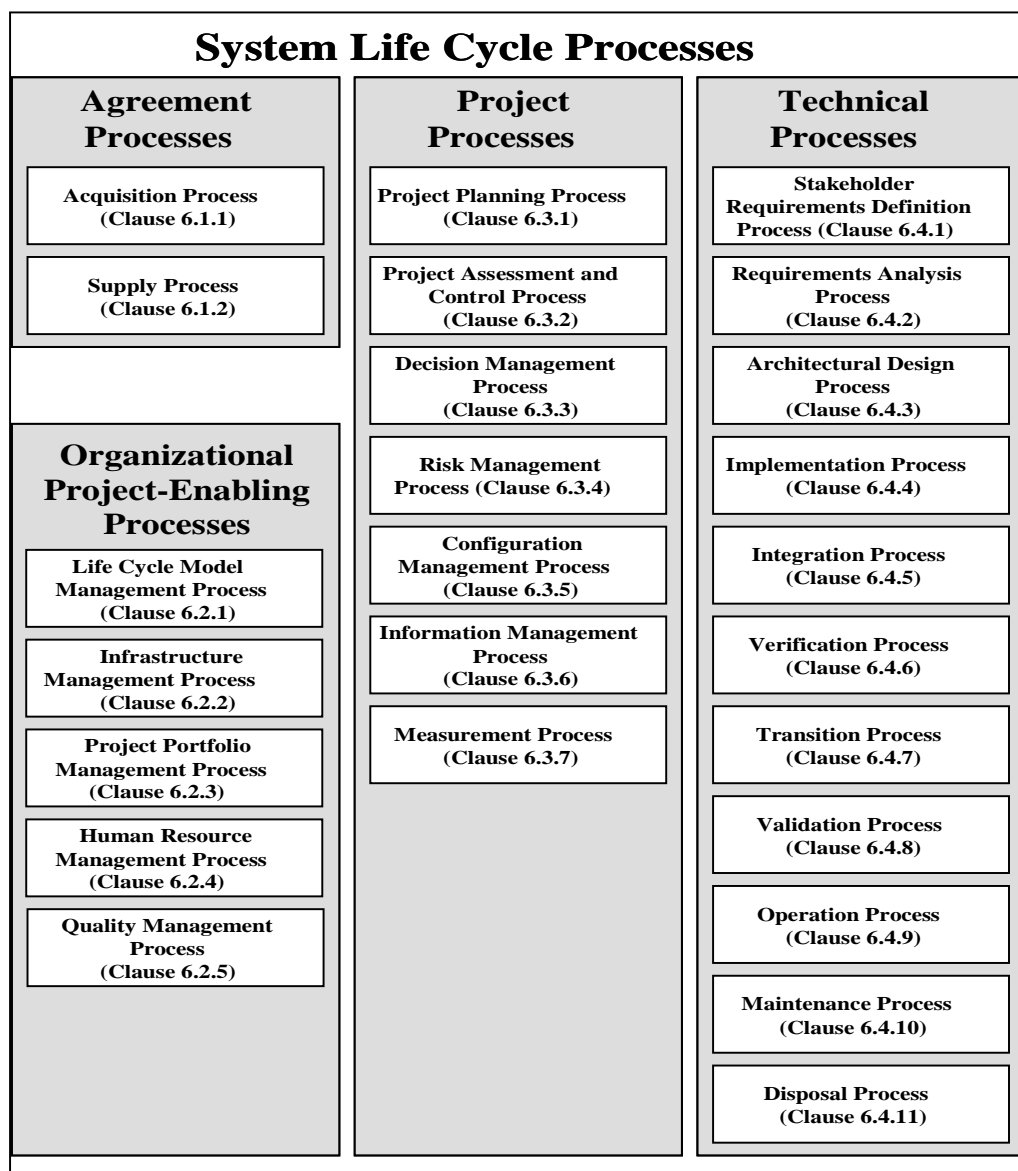 System Life Cycle Processes
Agreement
Processes
Acquisition Process
(Clause 6.1.1)
Supply Process
(Clause 6.1.2)
Organizational
Project-Enabling
Processes
Life Cycle Model
Management Process
(Clause 6.2.1)
Infrastructure
Management Process
(Clause 6.2.2)
Project Portfolio
Management Process
(Clause 6.2.3)
Human Resource
Management Process
(Clause 6.2.4)
Quality Management
Process
(Clause 6.2.5)
Project
Processes
Project Planning Process
(Clause 6.3.1)
Project Assessment and
Control Process
(Clause 6.3.2)
Decision Management
Process
(Clause 6.3.3)
Risk Management
Process (Clause 6.3.4)
Configuration
Management Process
(Clause 6.3.5)
Information Management
Process
(Clause 6.3.6)
Measurement Process
(Clause 6.3.7)
Technical
Processes
Stakeholder
Requirements Definition
Process (Clause 6.4.1)
Requirements Analysis
Process
(Clause 6.4.2)
Architectural Design
Process
(Clause 6.4.3)
Implementation Process
(Clause 6.4.4)
Integration Process
(Clause 6.4.5)
Verification Process
(Clause 6.4.6)
Transition Process
(Clause 6.4.7)
Validation Process
(Clause 6.4.8)
Operation Process
(Clause 6.4.9)
Maintenance Process
(Clause 6.4.10)
Disposal Process
(Clause 6.4.11)